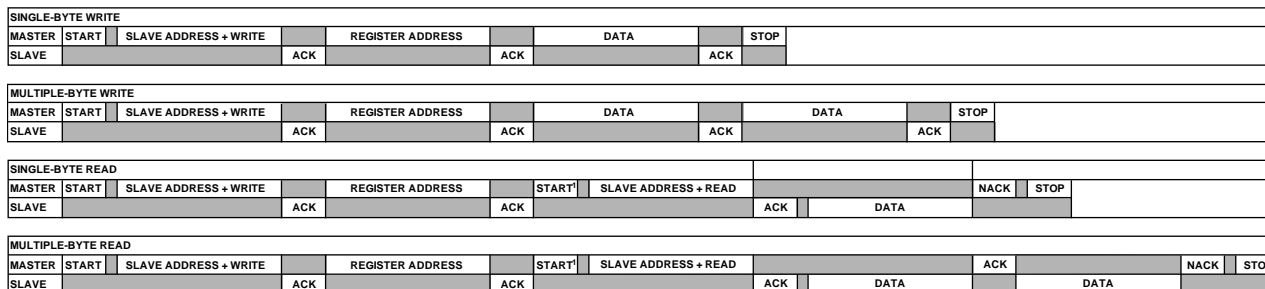 SINGLE-BYTE WRITE
MASTER START SLAVE ADDRESS + WRITE REGISTER ADDRESS DATA STOP
SLAVE ACK ACK ACK
MULTIPLE-BYTE WRITE
MASTER START SLAVE ADDRESS + WRITE REGISTER ADDRESS DATA DATA STOP
SLAVE ACK ACK ACK ACK
SINGLE-BYTE READ
MASTER START SLAVE ADDRESS + WRITE REGISTER ADDRESS START¹ SLAVE ADDRESS + READ NACK STOP
SLAVE ACK ACK ACK DATA
MULTIPLE-BYTE READ
MASTER START SLAVE ADDRESS + WRITE REGISTER ADDRESS START¹ SLAVE ADDRESS + READ ACK NACK STO
SLAVE ACK ACK ACK DATA DATA